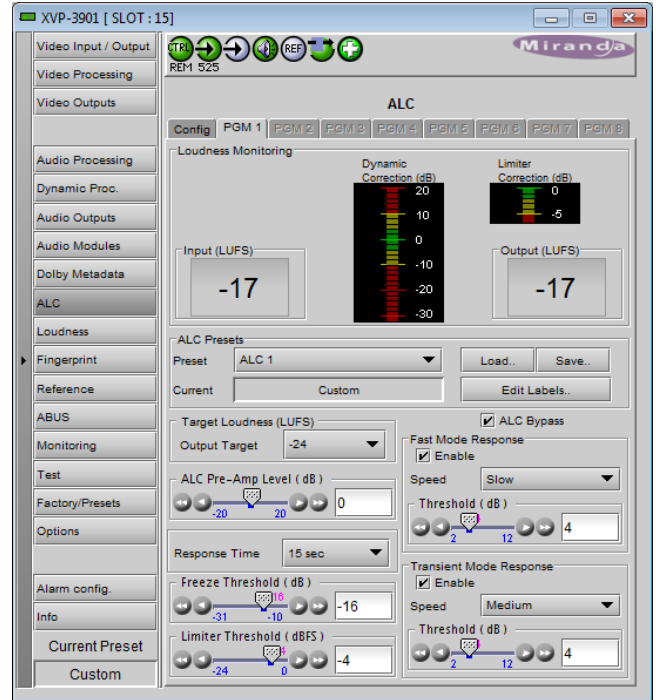 XVP-3901 [ SLOT : 15]
Video Input / Output
Video Processing
Video Outputs
Audio Processing
Dynamic Proc.
Audio Outputs
Audio Modules
Dolby Metadata
ALC
Loudness
Fingerprint
Reference
ABUS
Monitoring
Test
Factory/Presets
Options
Alarm config.
Info
Current Preset
Custom
CTRL
REF
REM 525
Miranda
ALC
Config PGM 1 PGM 2 PGM 3 PGM 4 PGM 5 PGM 6 PGM 7 PGM 8
Loudness Monitoring
Dynamic
Correction (dB)
20
10
0
-10
-20
-30
Limiter
Correction (dB)
0
-5
Input (LUFS)
-17
Output (LUFS)
-17
ALC Presets
Preset ALC 1 Load.. Save..
Current Custom Edit Labels..
Target Loudness (LUFS)
Output Target -24
ALC Pre-Amp Level ( dB )
-20 20 0
Response Time 15 sec
Freeze Threshold ( dB )
16
-31 -10 -16
Limiter Threshold ( dBFS )
4
-24 0 -4
ALC Bypass
Fast Mode Response
Enable
Speed Slow
Threshold ( dB )
2 12 4
Transient Mode Response
Enable
Speed Medium
Threshold ( dB )
2 12 4